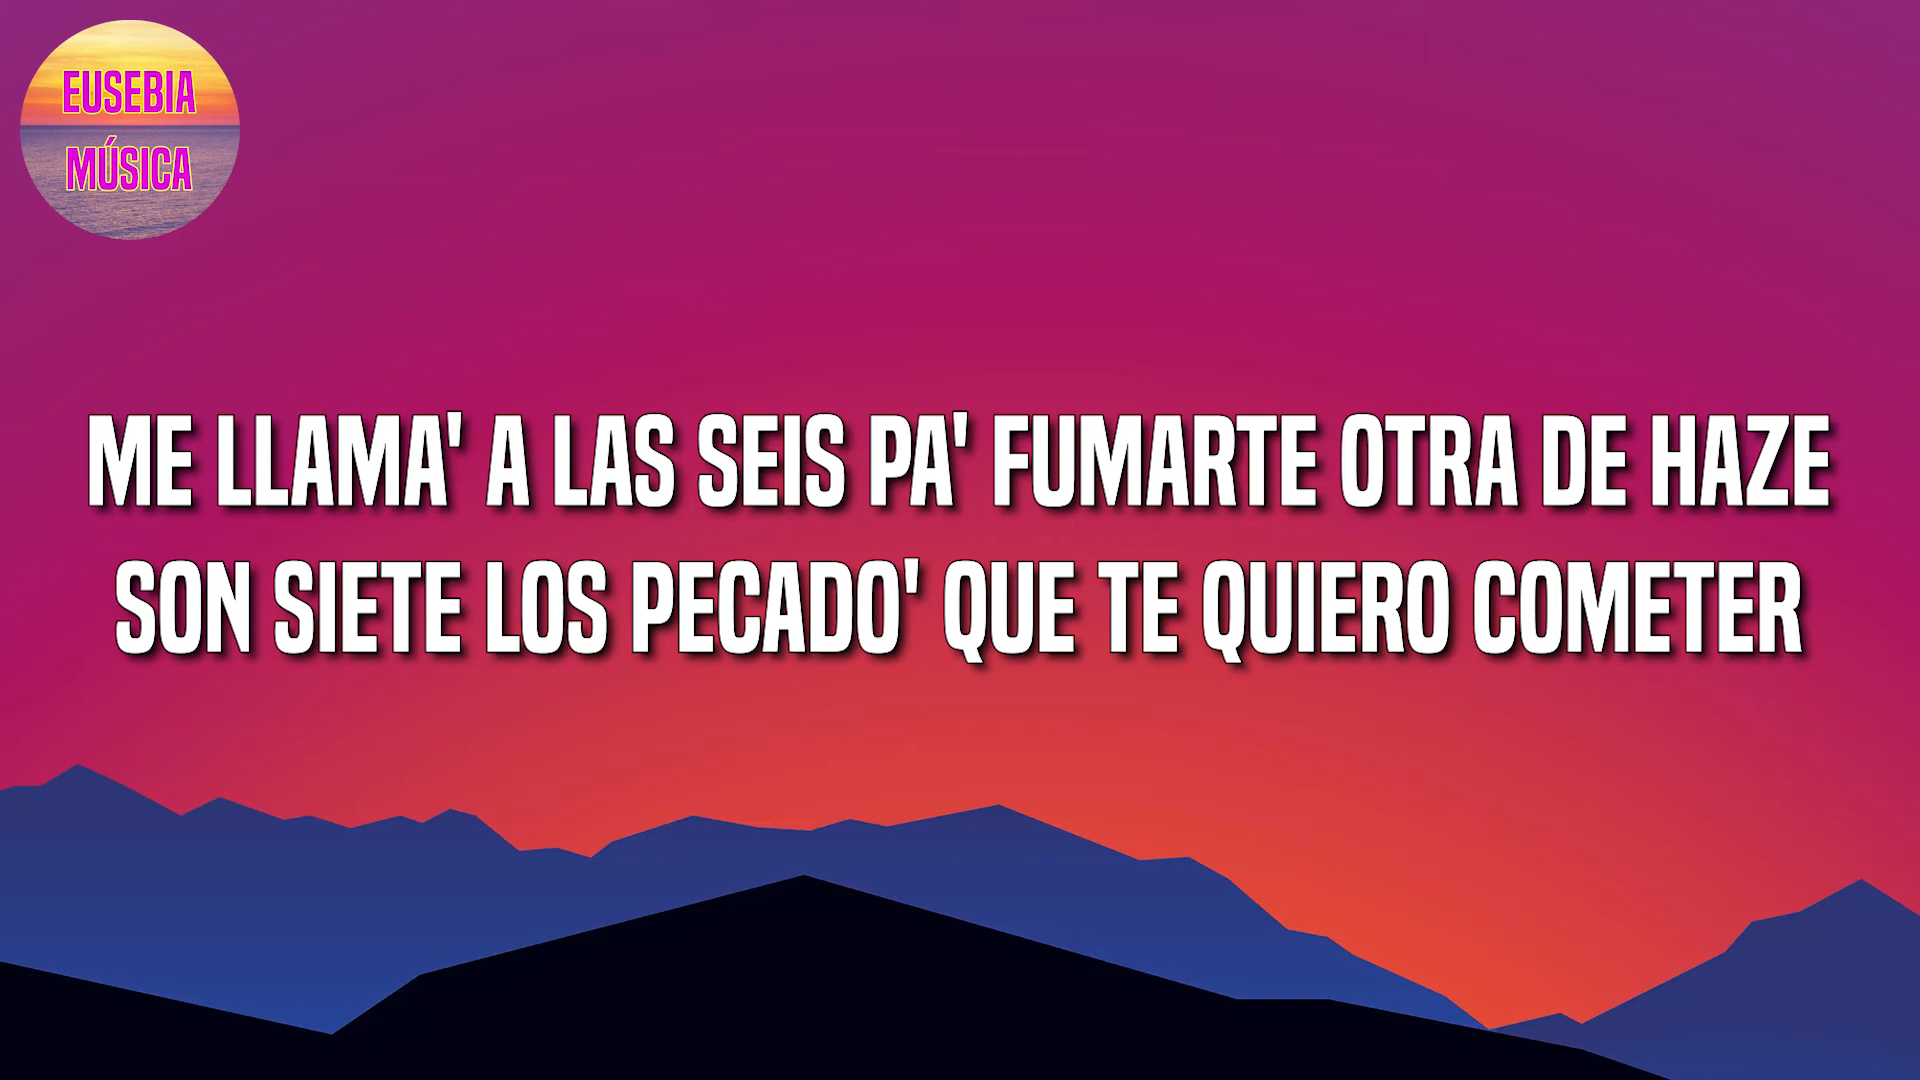 EUSEBIA
MÚSICA
ME LLAMA' A LAS SEIS PA' FUMARTE OTRA DE HAZE
SON SIETE LOS PECADO' QUE TE QUIERO COMETER